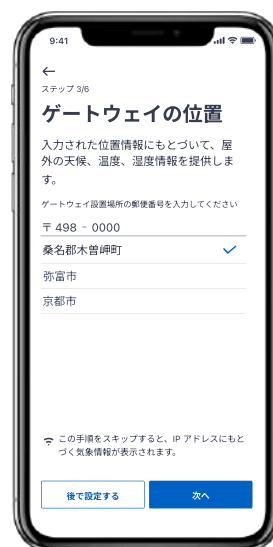 9:41
ステップ 3/6
ゲートウェイの位置
入力された位置情報にもとづいて、屋
外の天候、温度、湿度情報を提供しま
す。
ゲートウェイ設置場所の郵便番号を入力してください
〒 498 - 0000
桑名郡木曽岬町
弥富市
京都市
この手順をスキップすると、IP アドレスにもと
づく気象情報が表示されます。
後で設定する
次へ